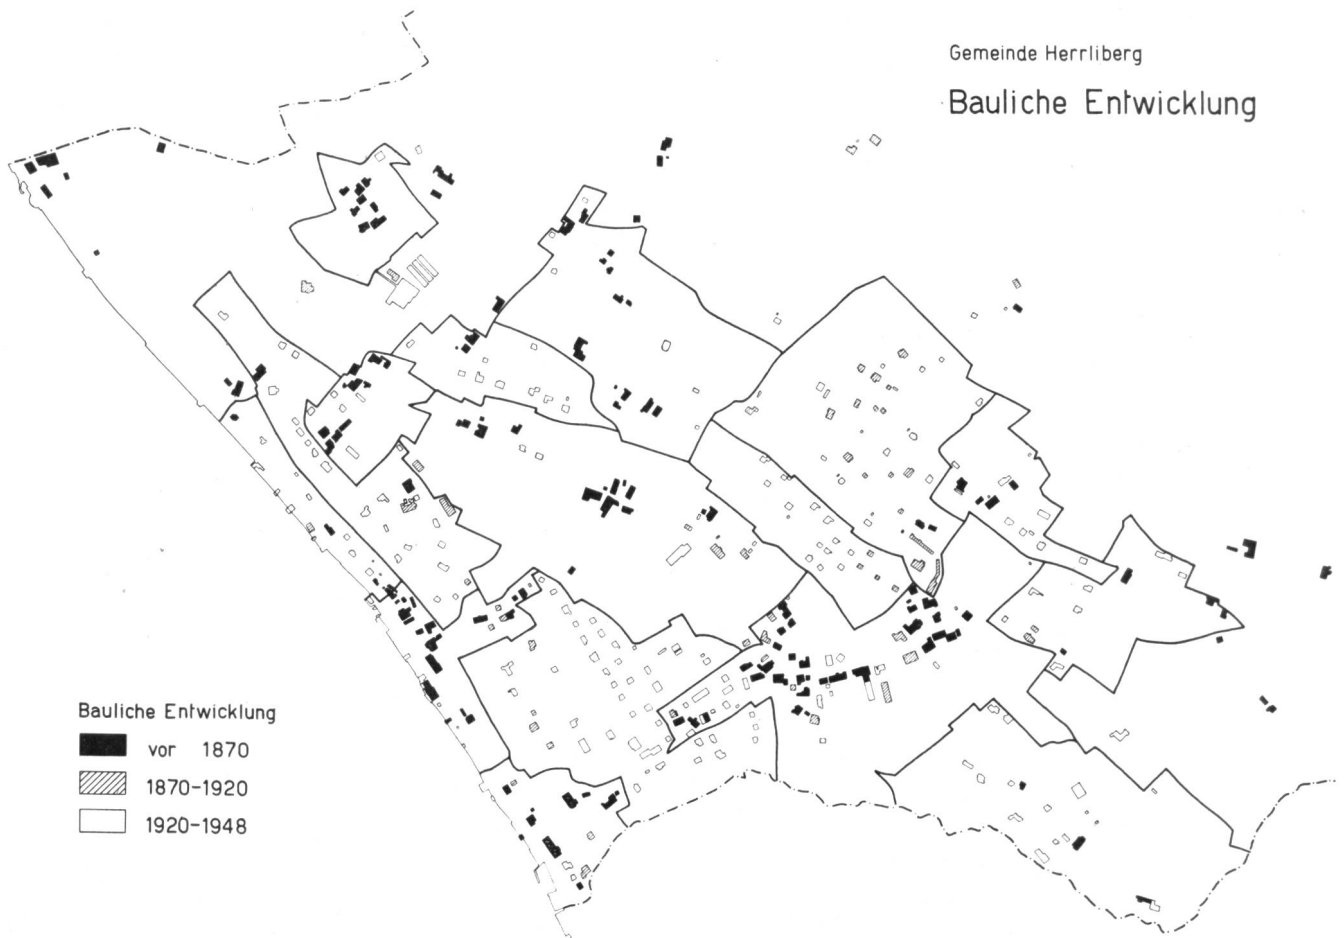 Gemeinde Herrliberg
Bauliche Entwicklung
Bauliche Entwicklung
vor 1870
1870-1920
1920-1948